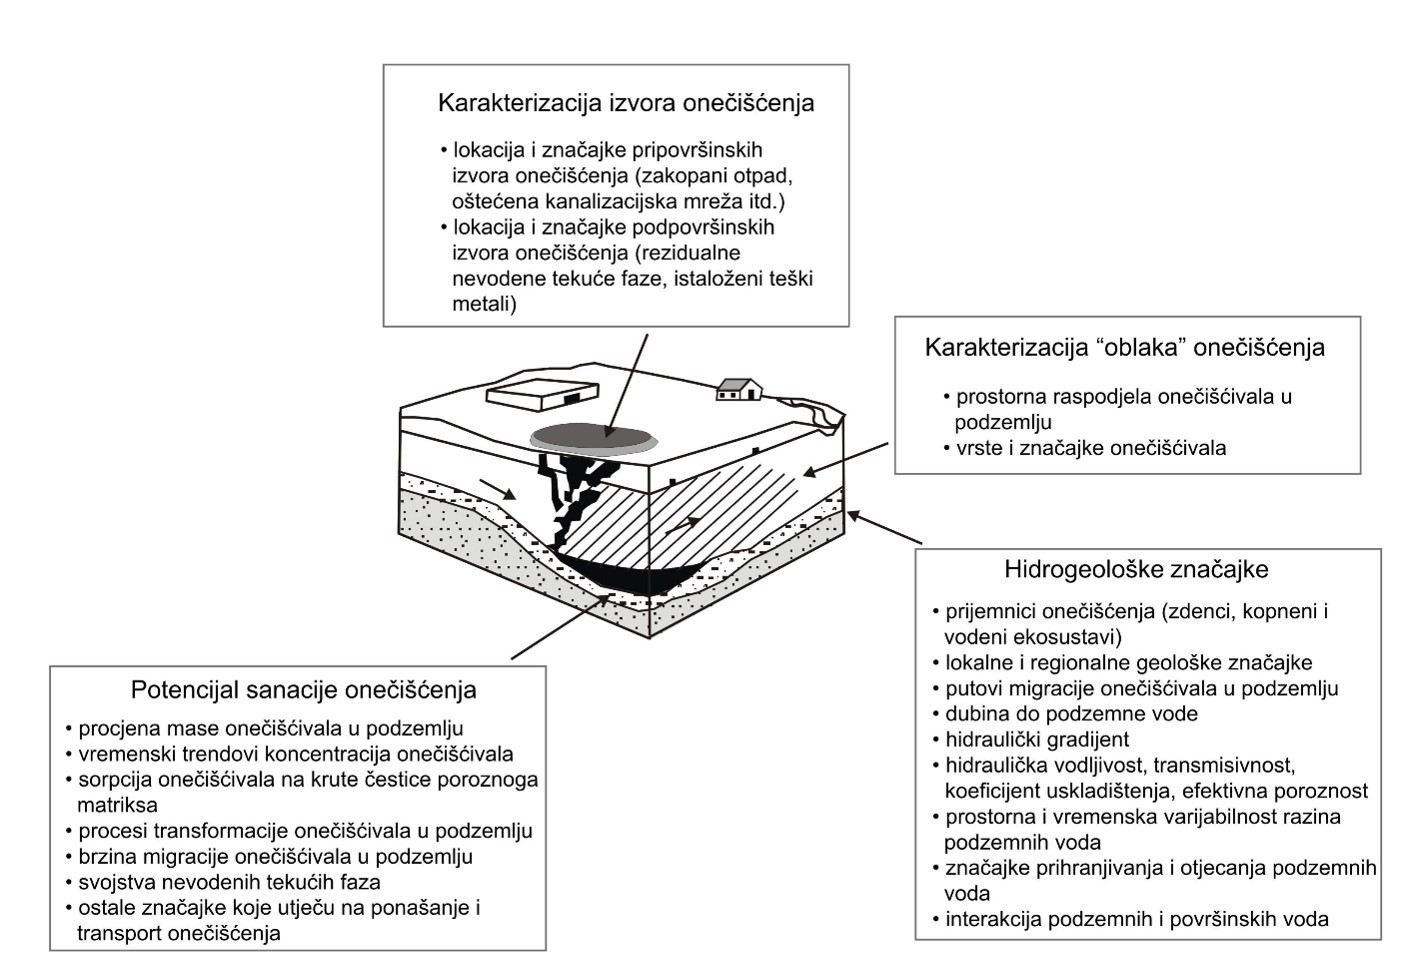 Karakterizacija izvora onečišćenja
• lokacija i značajke pripovršinskih
izvora onečišćenja (zakopani otpad,
oštećena kanalizacijska mreža itd.)
• lokacija i značajke podpovršinskih
izvora onečišćenja (rezidualne
nevodene tekuće faze, istaloženi teški
metali)
Karakterizacija “oblaka” onečišćenja
• prostorna raspodjela onečišćivala u
podzemlju
• vrste i značajke onečišćivala
Hidrogeološke značajke
• prijemnici onečišćenja (zdenci, kopneni i
vodeni ekosustavi)
• lokalne i regionalne geološke značajke
• putovi migracije onečišćivala u podzemlju
• dubina do podzemne vode
• hidraulički gradijent
• hidraulička vodljivost, transmisivnost,
koeficijent uskladištenja, efektivna poroznost
• prostorna i vremenska varijabilnost razina
podzemnih voda
• značajke prihranjivanja i otjecanja podzemnih
voda
• interakcija podzemnih i površinskih voda
Potencijal sanacije onečišćenja
• procjena mase onečišćivala u podzemlju
• vremenski trendovi koncentracija onečišćivala
• sorpcija onečišćivala na krute čestice poroznoga
matriksa
• procesi transformacije onečišćivala u podzemlju
• brzina migracije onečišćivala u podzemlju
• svojstva nevodenih tekućih faza
• ostale značajke koje utječu na ponašanje i
transport onečišćenja